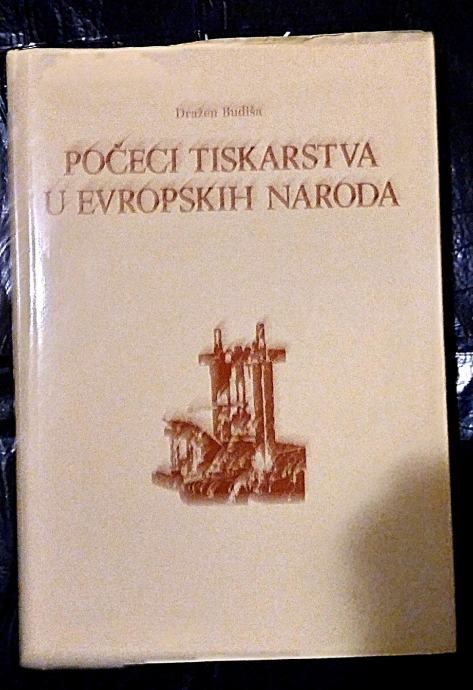 Dražen Budiša
POČECI TISKARSTVA
U EVROPSKIH NARODA